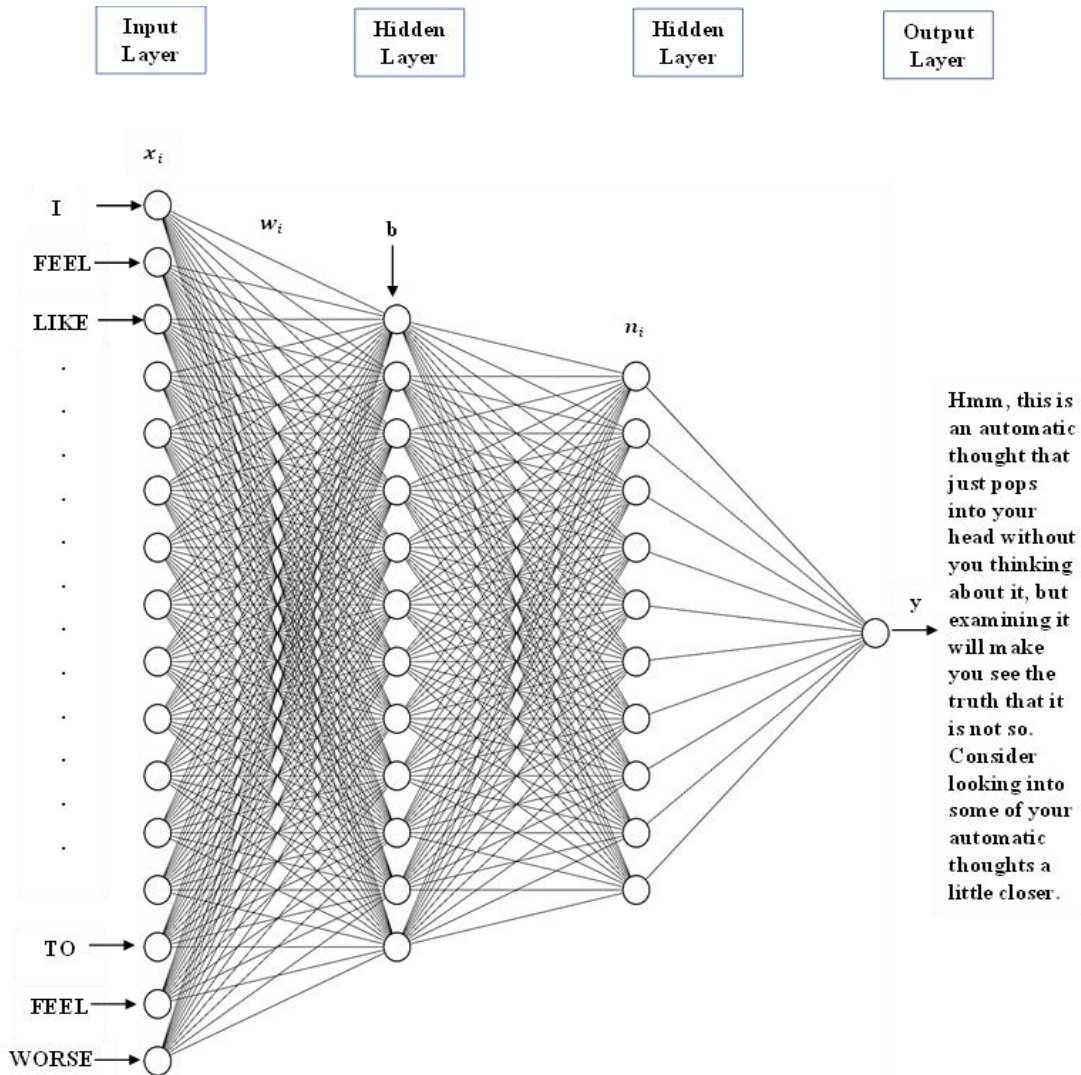 Input
Layer
Hidden
Layer
Hidden
Layer
Output
Layer
x_i
I
w_i
b
FEEL
LIKE
n_i
.
.
.
.
.
.
.
.
.
.
.
.
TO
FEEL
WORSE
y
Hmm, this is
an automatic
thought that
just pops
into your
head without
you thinking
about it, but
examining it
will make
you see the
truth that it
is not so.
Consider
looking into
some of your
automatic
thoughts a
little closer.